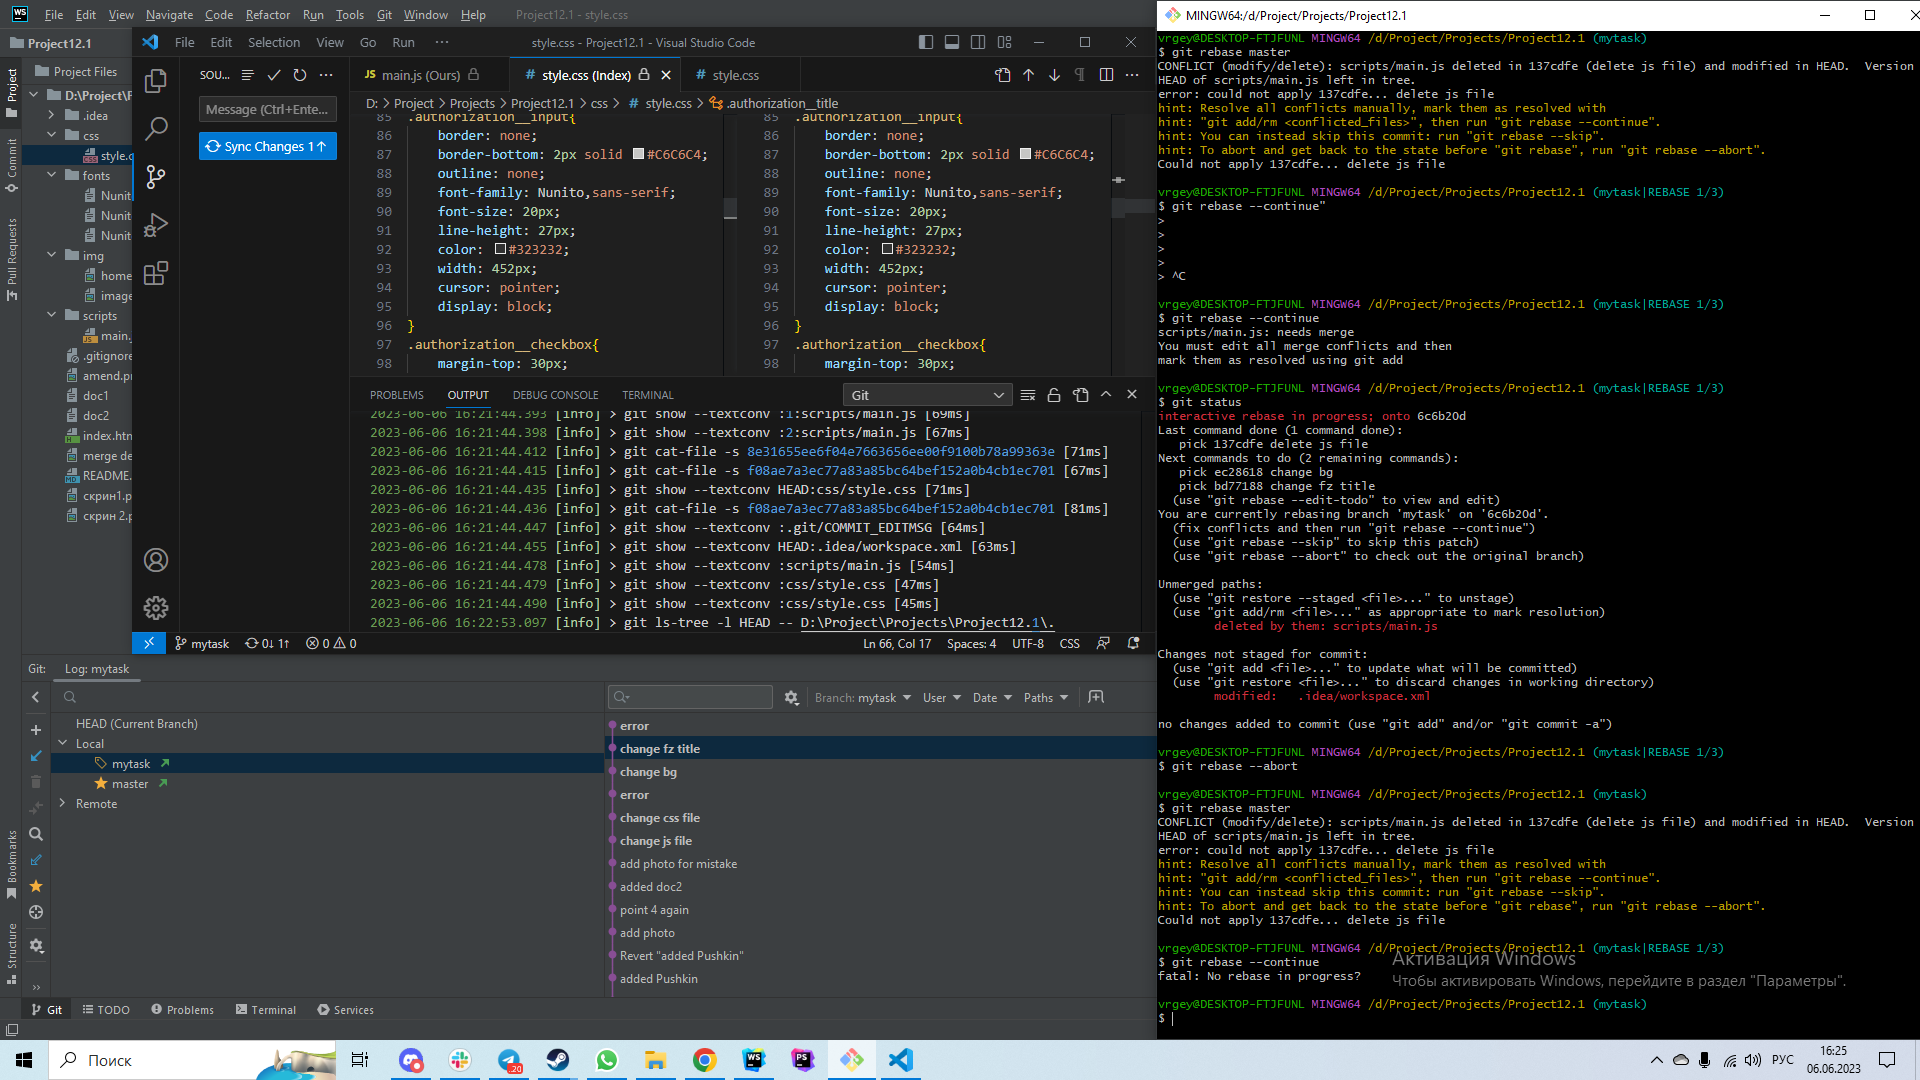 File Edit View Navigate Code Refactor Run Tools Git Window Help Project12.1 - style.css
Project12.1
Project Files
D:\Project\P
.idea
css
style.c
fonts
Nunit
Nunit
Nunit
img
home
image
scripts
main.
.gitignore
amend.pr
doc1
doc2
index.htm
merge de
README.
скрин1.p
скрин 2.p
Project
Commit
Pull Requests
Bookmarks
Structure
File Edit Selection View Go Run ··· style.css - Project12.1 - Visual Studio Code
SOU...
Message (Ctrl+Ente...
Sync Changes 1↑
JS main.js (Ours)
# style.css (Index)
# style.css
D: > Project > Projects > Project12.1 > css > # style.css > .authorization__title
85 .authorization__input{
86 border: none;
87 border-bottom: 2px solid #C6C6C4;
88 outline: none;
89 font-family: Nunito,sans-serif;
90 font-size: 20px;
91 line-height: 27px;
92 color: #323232;
93 width: 452px;
94 cursor: pointer;
95 display: block;
96 }
97 .authorization__checkbox{
98 margin-top: 30px;
85 .authorization__input{
86 border: none;
87 border-bottom: 2px solid #C6C6C4;
88 outline: none;
89 font-family: Nunito,sans-serif;
90 font-size: 20px;
91 line-height: 27px;
92 color: #323232;
93 width: 452px;
94 cursor: pointer;
95 display: block;
96 }
97 .authorization__checkbox{
98 margin-top: 30px;
PROBLEMS OUTPUT DEBUG CONSOLE TERMINAL Git
2023-06-06 16:21:44.393 [info] > git show --textconv :1:scripts/main.js [69ms]
2023-06-06 16:21:44.398 [info] > git show --textconv :2:scripts/main.js [67ms]
2023-06-06 16:21:44.412 [info] > git cat-file -s 8e31655ee6f04e7663656ee00f9100b78a99363e [71ms]
2023-06-06 16:21:44.415 [info] > git cat-file -s f08ae7a3ec77a83a85bc64bef152a0b4cb1ec701 [67ms]
2023-06-06 16:21:44.435 [info] > git show --textconv HEAD:css/style.css [71ms]
2023-06-06 16:21:44.436 [info] > git cat-file -s f08ae7a3ec77a83a85bc64bef152a0b4cb1ec701 [81ms]
2023-06-06 16:21:44.447 [info] > git show --textconv :.git/COMMIT_EDITMSG [64ms]
2023-06-06 16:21:44.455 [info] > git show --textconv HEAD:.idea/workspace.xml [63ms]
2023-06-06 16:21:44.478 [info] > git show --textconv :scripts/main.js [54ms]
2023-06-06 16:21:44.479 [info] > git show --textconv :css/style.css [47ms]
2023-06-06 16:21:44.490 [info] > git show --textconv :css/style.css [45ms]
2023-06-06 16:22:53.097 [info] > git ls-tree -l HEAD -- D:\Project\Projects\Project12.1\.
mytask 0↓ 1↑ 0 0 Ln 66, Col 17 Spaces: 4 UTF-8 CSS
Git: Log: mytask
HEAD (Current Branch)
Local
mytask
master
Remote
Branch: mytask User Date Paths
error
change fz title
change bg
error
change css file
change js file
add photo for mistake
added doc2
point 4 again
add photo
Revert "added Pushkin"
added Pushkin
Git TODO Problems Terminal Services
MINGW64:/d/Project/Projects/Project12.1
vrgey@DESKTOP-FTJFUNL MINGW64 /d/Project/Projects/Project12.1 (mytask)
$ git rebase master
CONFLICT (modify/delete): scripts/main.js deleted in 137cdfe (delete js file) and modified in HEAD. Version
HEAD of scripts/main.js left in tree.
error: could not apply 137cdfe... delete js file
hint: Resolve all conflicts manually, mark them as resolved with
hint: "git add/rm <conflicted_files>", then run "git rebase --continue".
hint: You can instead skip this commit: run "git rebase --skip".
hint: To abort and get back to the state before "git rebase", run "git rebase --abort".
Could not apply 137cdfe... delete js file
vrgey@DESKTOP-FTJFUNL MINGW64 /d/Project/Projects/Project12.1 (mytask|REBASE 1/3)
$ git rebase --continue"
>
>
>
>
> ^C
vrgey@DESKTOP-FTJFUNL MINGW64 /d/Project/Projects/Project12.1 (mytask|REBASE 1/3)
$ git rebase --continue
scripts/main.js: needs merge
You must edit all merge conflicts and then
mark them as resolved using git add
vrgey@DESKTOP-FTJFUNL MINGW64 /d/Project/Projects/Project12.1 (mytask|REBASE 1/3)
$ git status
interactive rebase in progress; onto 6c6b20d
Last command done (1 command done):
pick 137cdfe delete js file
Next commands to do (2 remaining commands):
pick ec28618 change bg
pick bd77188 change fz title
(use "git rebase --edit-todo" to view and edit)
You are currently rebasing branch 'mytask' on '6c6b20d'.
(fix conflicts and then run "git rebase --continue")
(use "git rebase --skip" to skip this patch)
(use "git rebase --abort" to check out the original branch)
Unmerged paths:
(use "git restore --staged <file>..." to unstage)
(use "git add/rm <file>..." as appropriate to mark resolution)
deleted by them: scripts/main.js
Changes not staged for commit:
(use "git add <file>..." to update what will be committed)
(use "git restore <file>..." to discard changes in working directory)
modified: .idea/workspace.xml
no changes added to commit (use "git add" and/or "git commit -a")
vrgey@DESKTOP-FTJFUNL MINGW64 /d/Project/Projects/Project12.1 (mytask|REBASE 1/3)
$ git rebase --abort
vrgey@DESKTOP-FTJFUNL MINGW64 /d/Project/Projects/Project12.1 (mytask)
$ git rebase master
CONFLICT (modify/delete): scripts/main.js deleted in 137cdfe (delete js file) and modified in HEAD. Version
HEAD of scripts/main.js left in tree.
error: could not apply 137cdfe... delete js file
hint: Resolve all conflicts manually, mark them as resolved with
hint: "git add/rm <conflicted_files>", then run "git rebase --continue".
hint: You can instead skip this commit: run "git rebase --skip".
hint: To abort and get back to the state before "git rebase", run "git rebase --abort".
Could not apply 137cdfe... delete js file
vrgey@DESKTOP-FTJFUNL MINGW64 /d/Project/Projects/Project12.1 (mytask|REBASE 1/3)
$ git rebase --continue
fatal: No rebase in progress?
vrgey@DESKTOP-FTJFUNL MINGW64 /d/Project/Projects/Project12.1 (mytask)
$
Активация Windows
Чтобы активировать Windows, перейдите в раздел "Параметры".
Поиск
20
РУС
16:25
06.06.2023